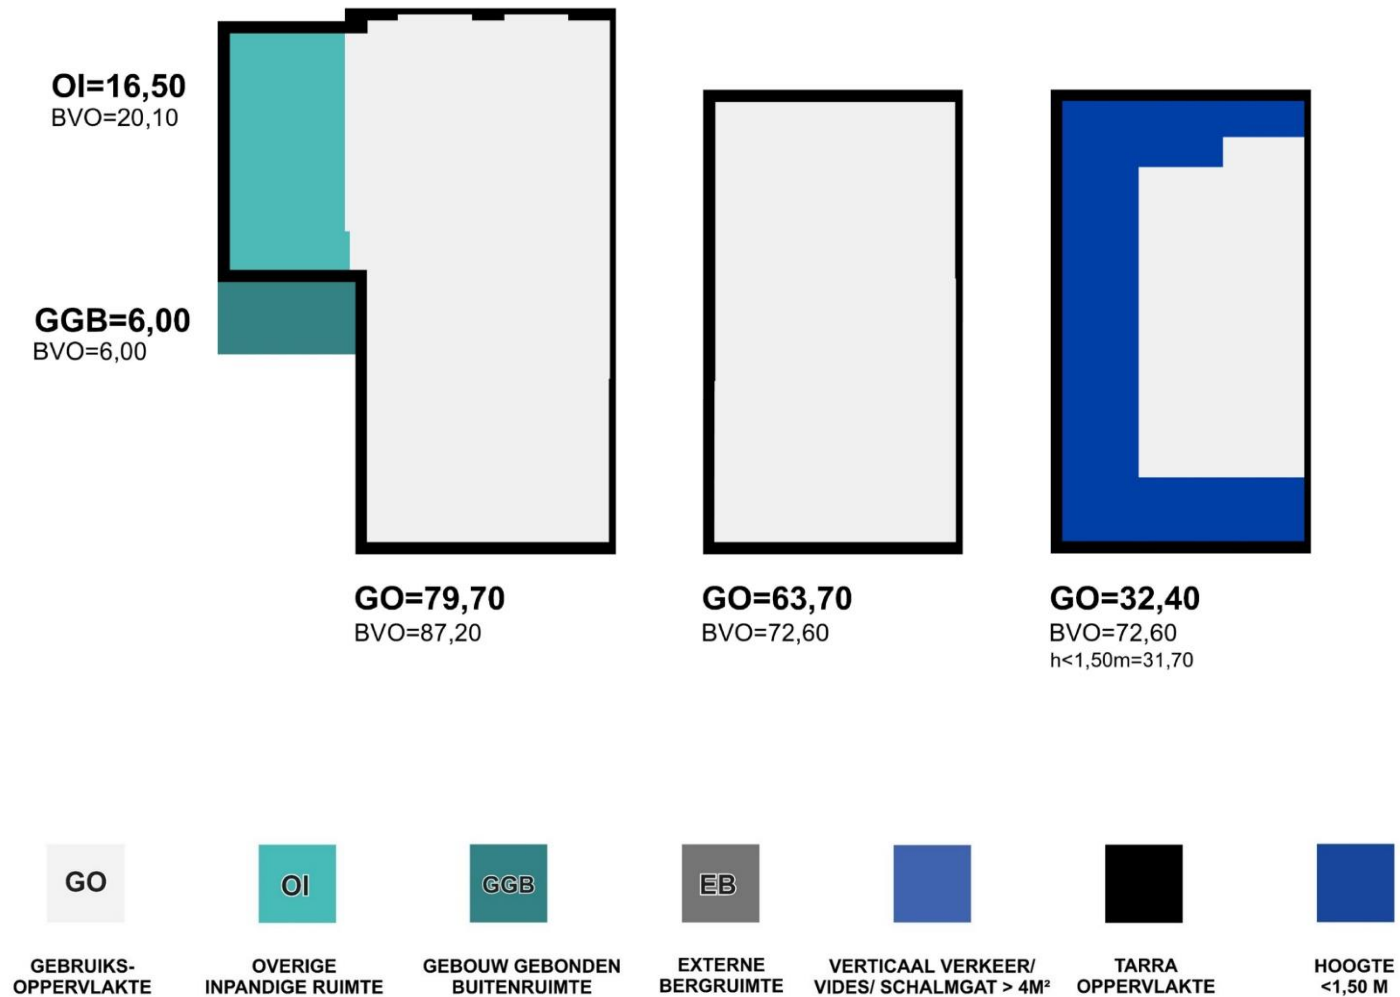 OI=16,50
BVO=20,10
GGB=6,00
BVO=6,00
GO=79,70
BVO=87,20
GO=63,70
BVO=72,60
GO=32,40
BVO=72,60
h<1,50m=31,70
GO
OI
GGB
EB
GEBRUIKS-
OPPERVLAKTE
OVERIGE
INPANDIGE RUIMTE
GEBOUW GEBONDEN
BUITENRUIMTE
EXTERNE
BERGRUIMTE
VERTICAAL VERKEER/
VIDES/ SCHALMGAT > 4M²
TARRA
OPPERVLAKTE
HOOGTE
<1,50 M